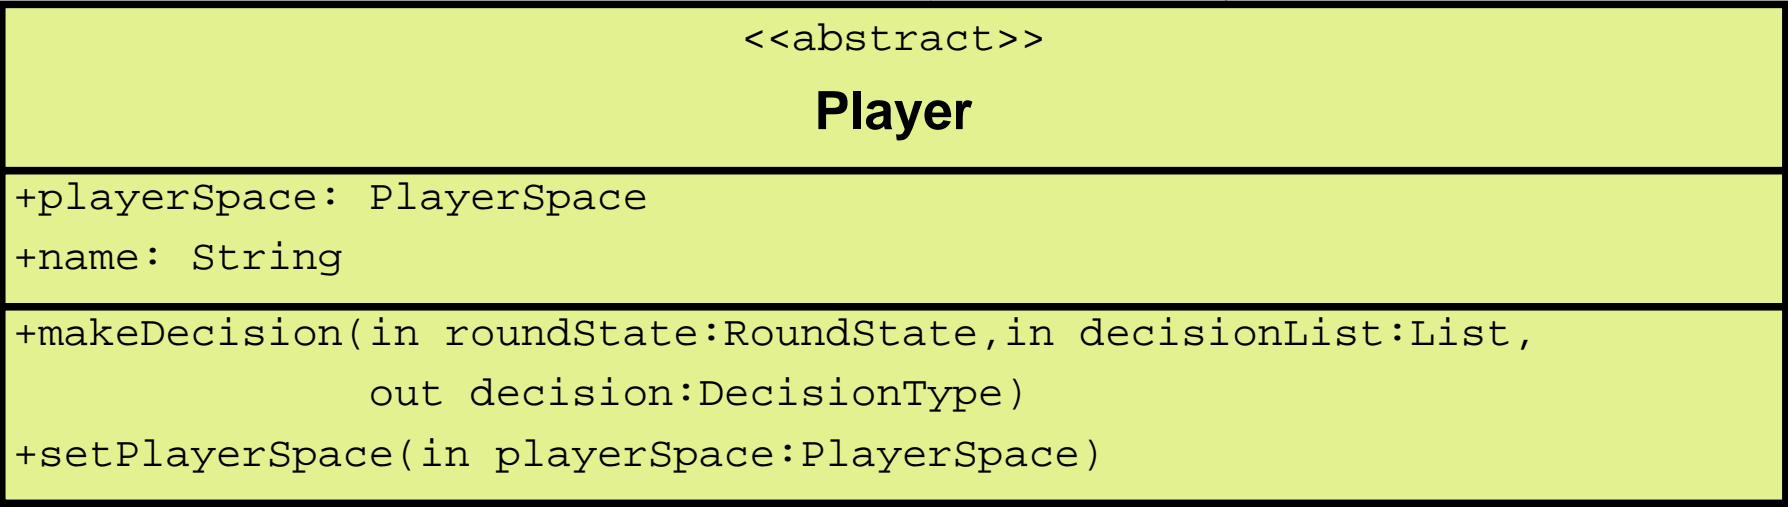 <<abstract>>
Player
+playerSpace: PlayerSpace
+name: String
+makeDecision(in roundState:RoundState,in decisionList:List,
out decision:DecisionType)
+setPlayerSpace(in playerSpace:PlayerSpace)